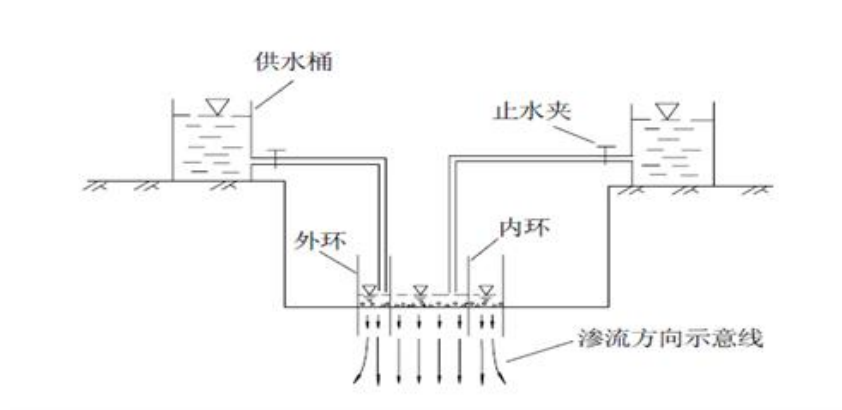 供水桶
止水夹
外环
内环
渗流方向示意线